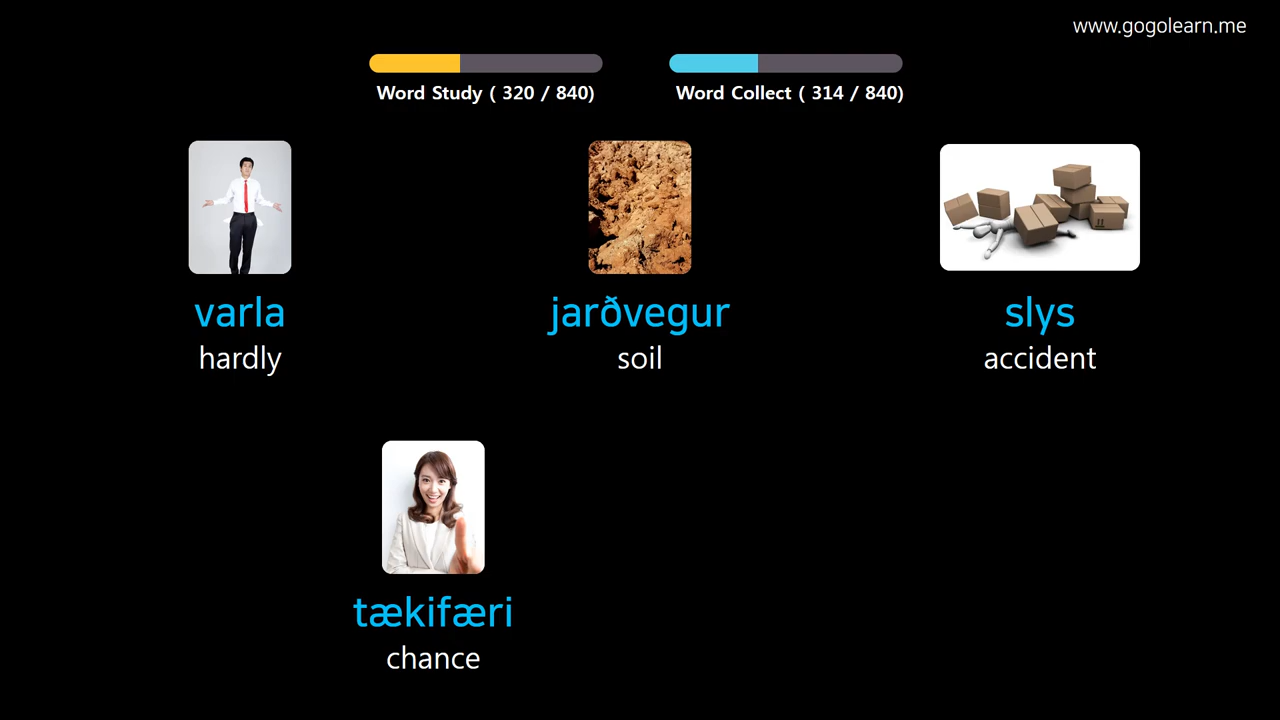 www.gogolearn.me
Word Study ( 320 / 840)
Word Collect ( 314 / 840)
varla
hardly
jarðvegur
soil
slys
accident
tækifæri
chance